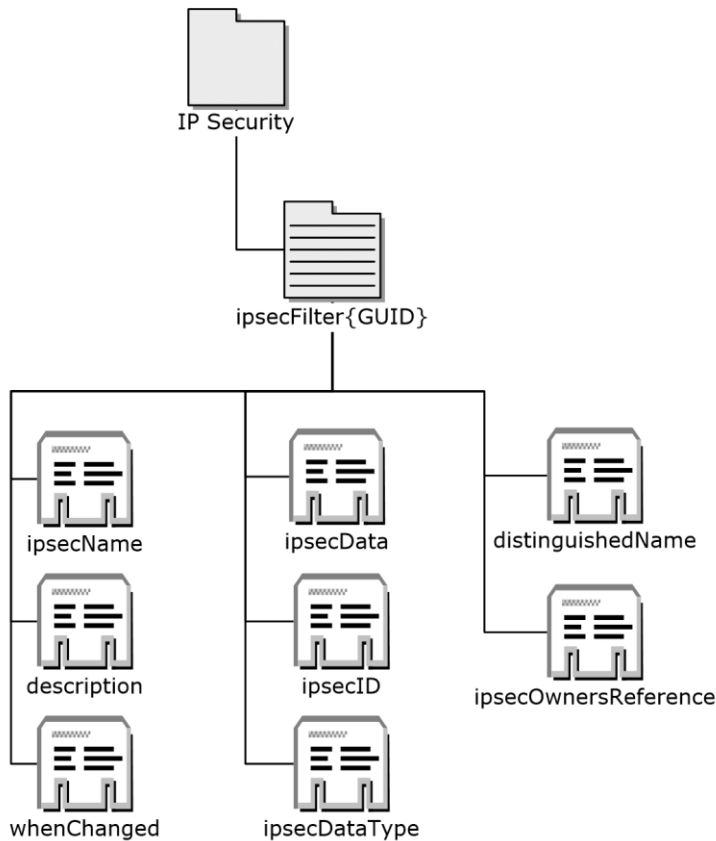 IP Security
ipsecFilter{GUID}
ipsecName
ipsecData
distinguishedName
description
ipsecID
ipsecOwnersReference
whenChanged
ipsecDataType